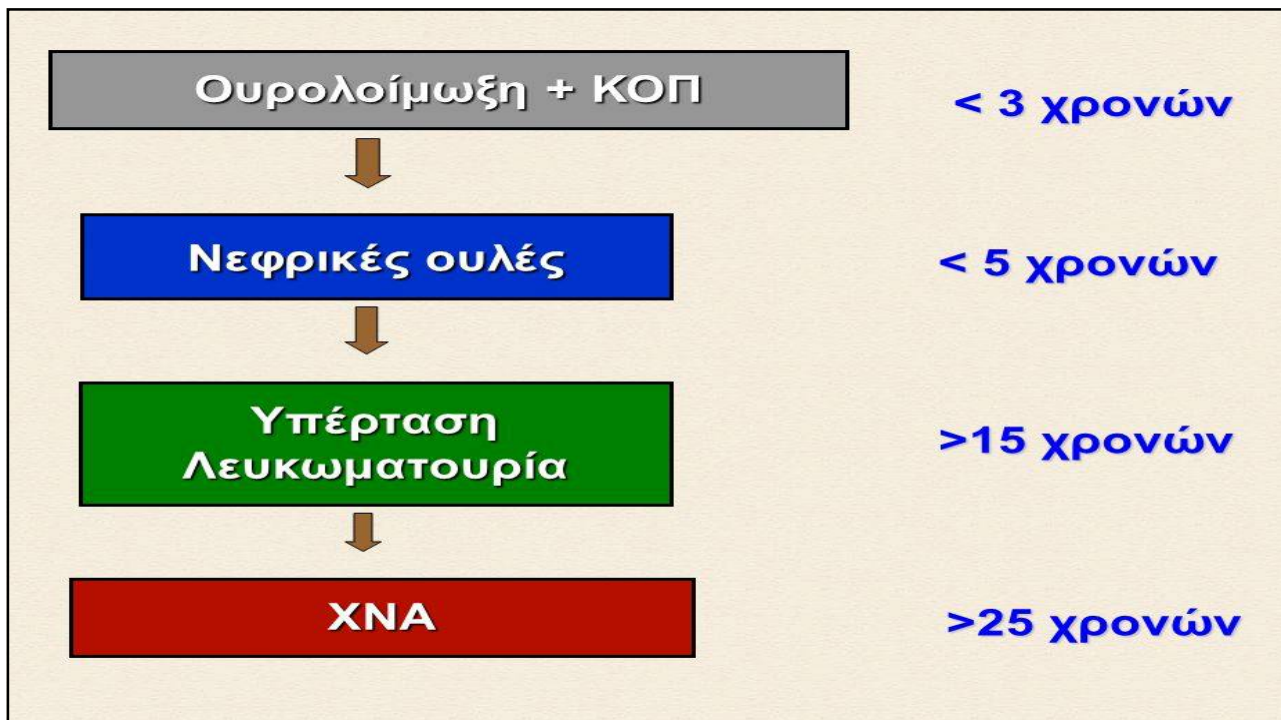 Ουρολοίμωξη + ΚΟΠ
< 3 χρονών
Νεφρικές ουλές
< 5 χρονών
Υπέρταση
Λευκωματουρία
>15 χρονών
ΧΝΑ
>25 χρονών